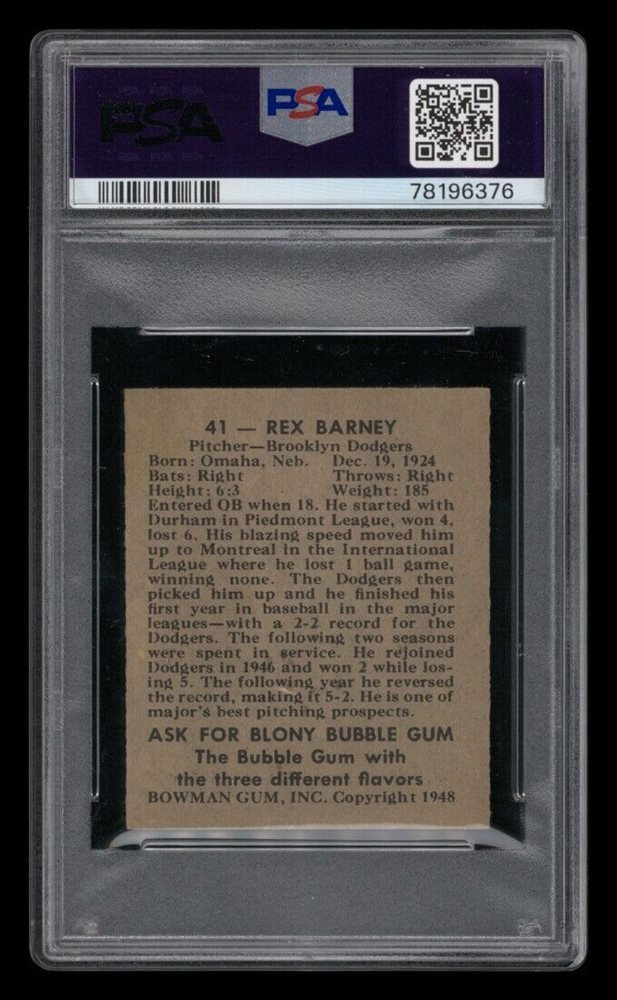 PSA
PSA
78196376
41 — REX BARNEY
Pitcher—Brooklyn Dodgers
Born: Omaha, Neb. Dec. 19, 1924
Bats: Right Throws: Right
Height: 6:3 Weight: 185
Entered OB when 18. He started with
Durham in Piedmont League, won 4,
lost 6. His blazing speed moved him
up to Montreal in the International
League where he lost 1 ball game,
winning none. The Dodgers then
picked him up and he finished his
first year in baseball in the major
leagues—with a 2-2 record for the
Dodgers. The following two seasons
were spent in service. He rejoined
Dodgers in 1946 and won 2 while los-
ing 5. The following year he reversed
the record, making it 5-2. He is one of
major's best pitching prospects.
ASK FOR BLONY BUBBLE GUM
The Bubble Gum with
the three different flavors
BOWMAN GUM, INC. Copyright 1948